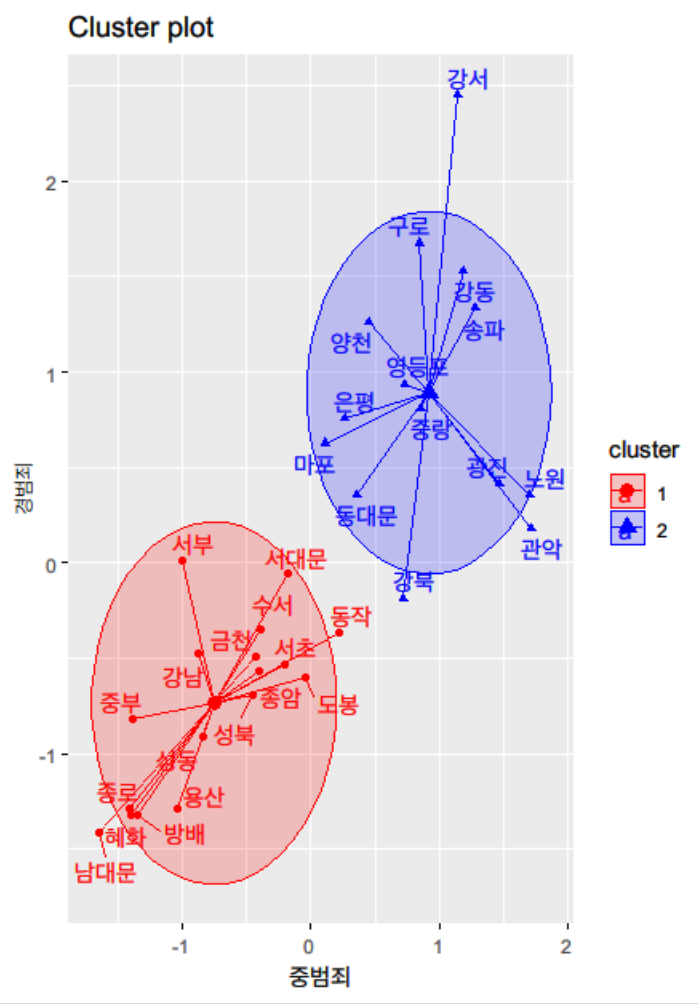 Cluster plot
강서
2
구로
강동
송파
양천
1
영등포
은평
중랑
마포
광진
노원
동대문
관악
강북
cluster
a 1
a 2
경범죄
0
서부
서대문
수서
동작
금천
서초
강남
중부
종암
도봉
성북
-1
성동
종로
용산
혜화
방배
남대문
-1
0
1
2
중범죄